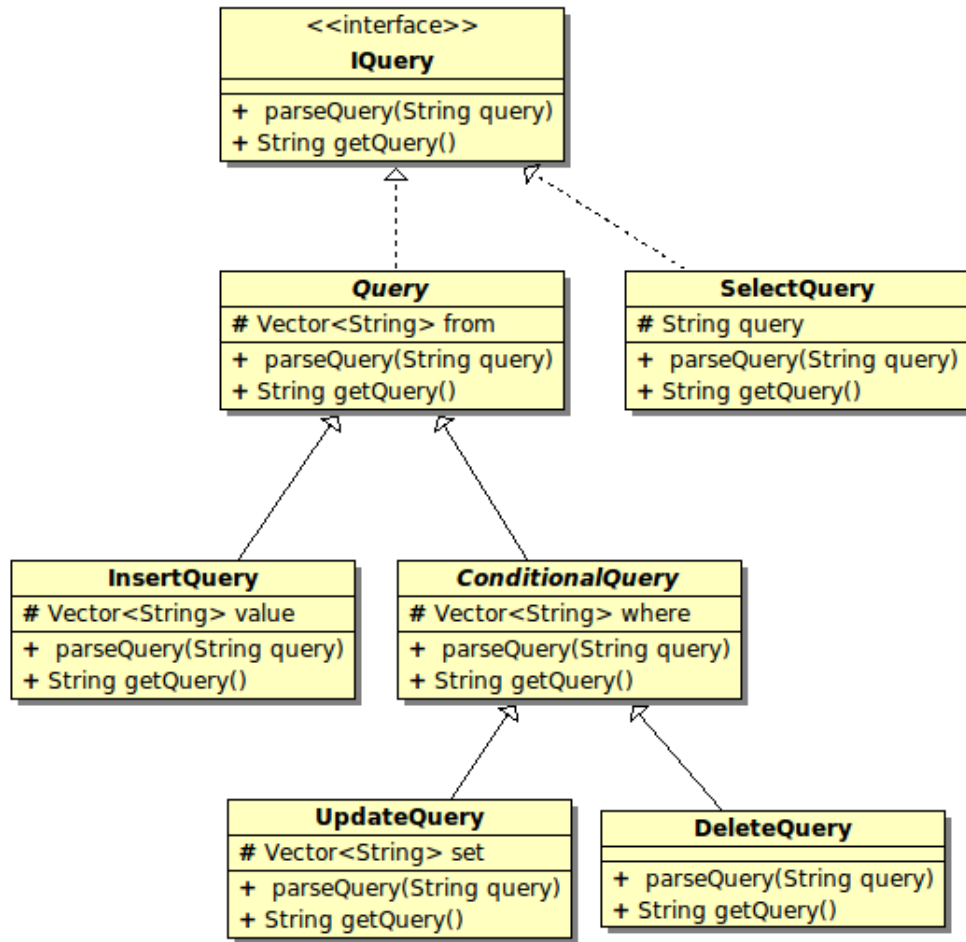 <<interface>>
IQuery
+ parseQuery(String query)
+ String getQuery()
Query
# Vector<String> from
+ parseQuery(String query)
+ String getQuery()
SelectQuery
# String query
+ parseQuery(String query)
+ String getQuery()
InsertQuery
# Vector<String> value
+ parseQuery(String query)
+ String getQuery()
ConditionalQuery
# Vector<String> where
+ parseQuery(String query)
+ String getQuery()
UpdateQuery
# Vector<String> set
+ parseQuery(String query)
+ String getQuery()
DeleteQuery
+ parseQuery(String query)
+ String getQuery()